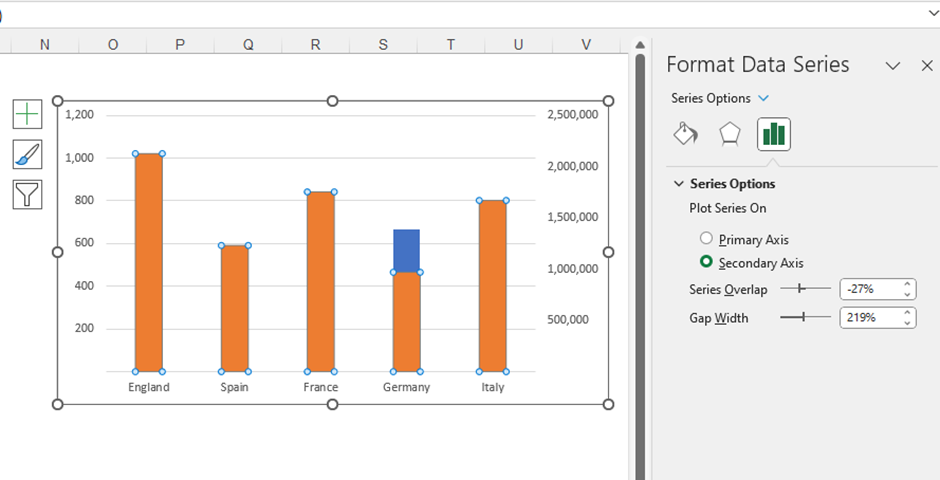 N O P Q R S T U V
Format Data Series
Series Options
1,200
1,000
800
600
400
200
2,500,000
2,000,000
1,500,000
1,000,000
500,000
England Spain France Germany Italy
Series Options
Plot Series On
Primary Axis
Secondary Axis
Series Overlap -27%
Gap Width 219%